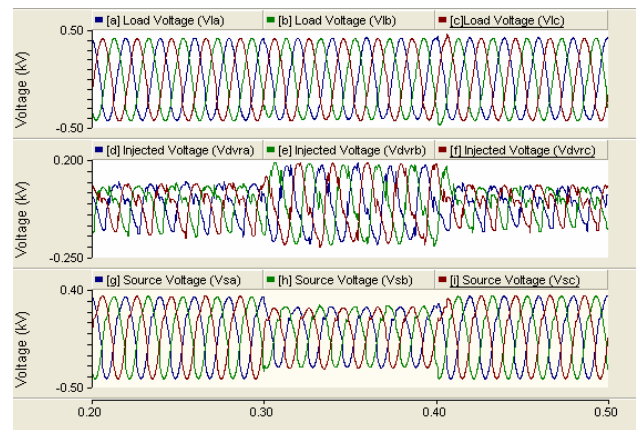 [a] Load Voltage (Vla) [b] Load Voltage (Vlb) [c]Load Voltage (Vlc)
0.50
Voltage (kV)
-0.50
[d] Injected Voltage (Vdvra) [e] Injected Voltage (Vdvrb) [f] Injected Voltage (Vdvrc)
0.200
Voltage (kV)
-0.250
[g] Source Voltage (Vsa) [h] Source Voltage (Vsb) [i] Source Voltage (Vsc)
0.40
Voltage (kV)
-0.50
0.20 0.30 0.40 0.50